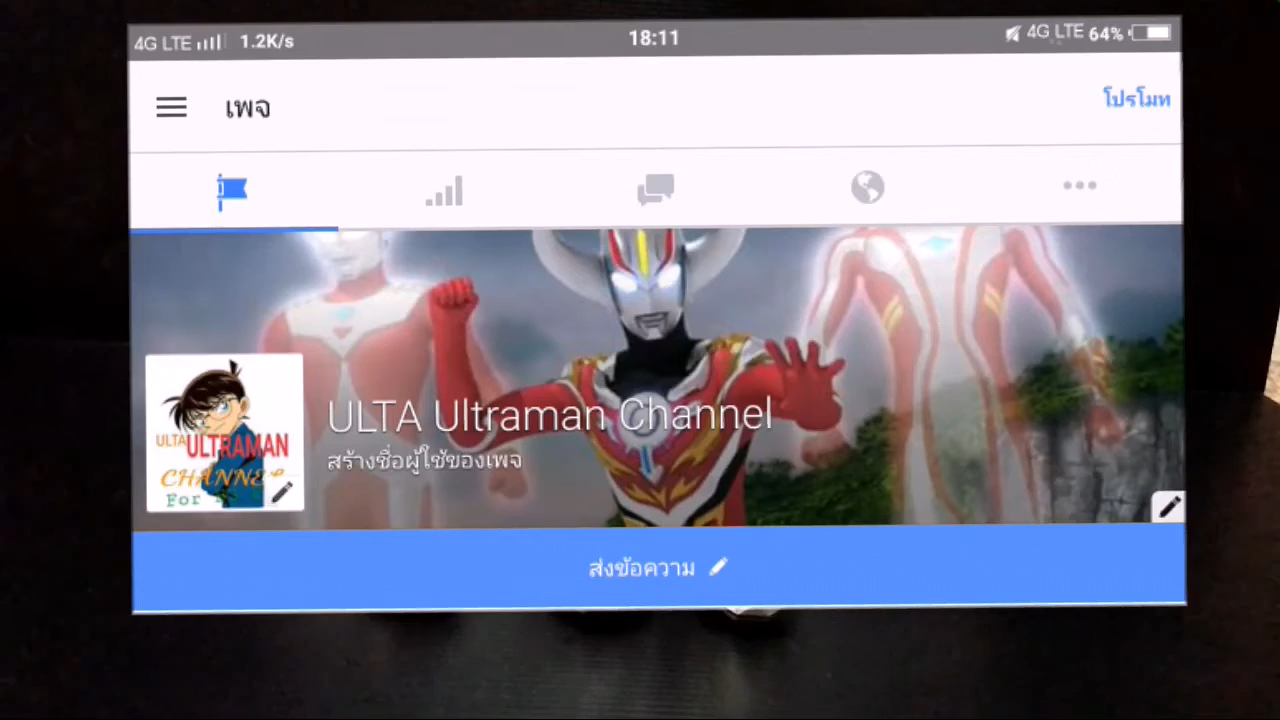 4G LTE 1.2K/s 18:11 4G LTE 64%
เพจ โปรโมท
ULTA Ultraman Channel
สร้างชื่อผู้ใช้ของเพจ
ULTA ULTRAMAN
CHANNEL
For
ส่งข้อความ